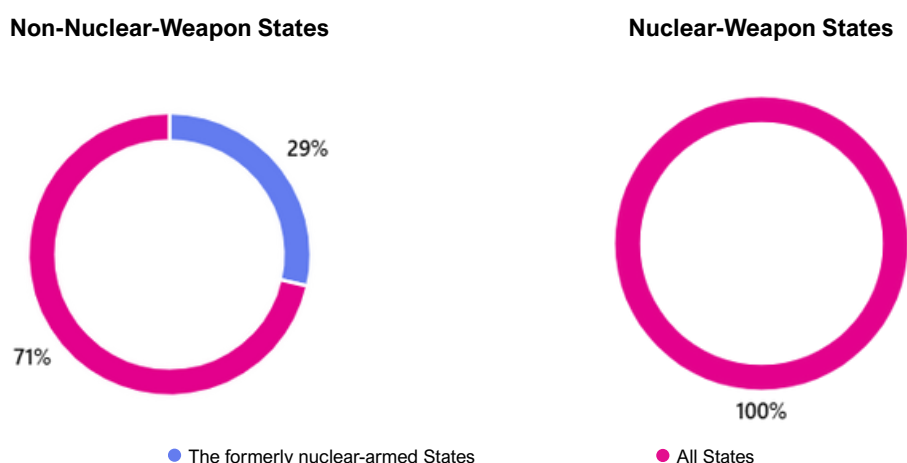 Non-Nuclear-Weapon States
Nuclear-Weapon States
29%
71%
100%
The formerly nuclear-armed States
All States